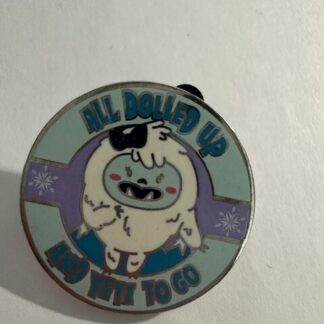 ALL DOLLED UP
AND YETI TO GO